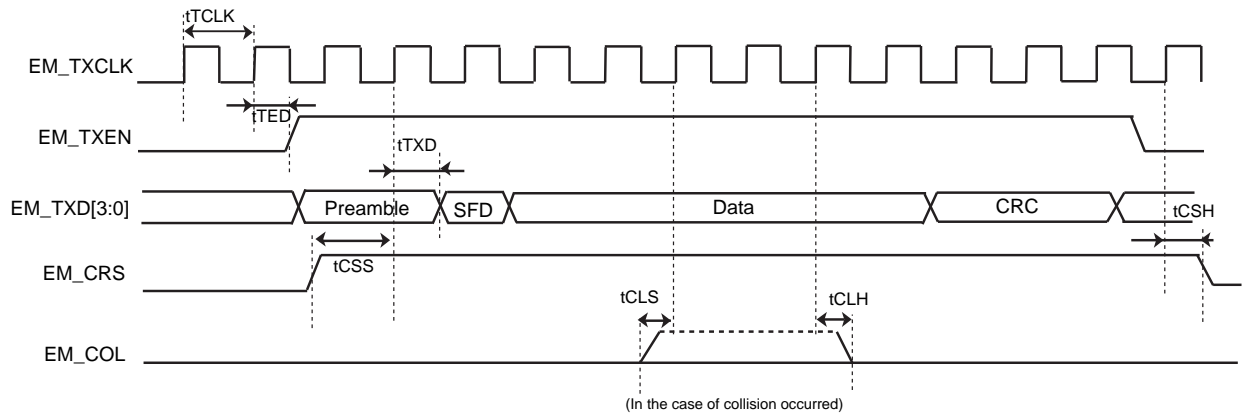 tTCLK
EM_TXCLK
tTED
EM_TXEN
tTXD
EM_TXD[3:0]
Preamble
SFD
Data
CRC
tCSH
tCSS
EM_CRS
tCLS
tCLH
EM_COL
(In the case of collision occurred)